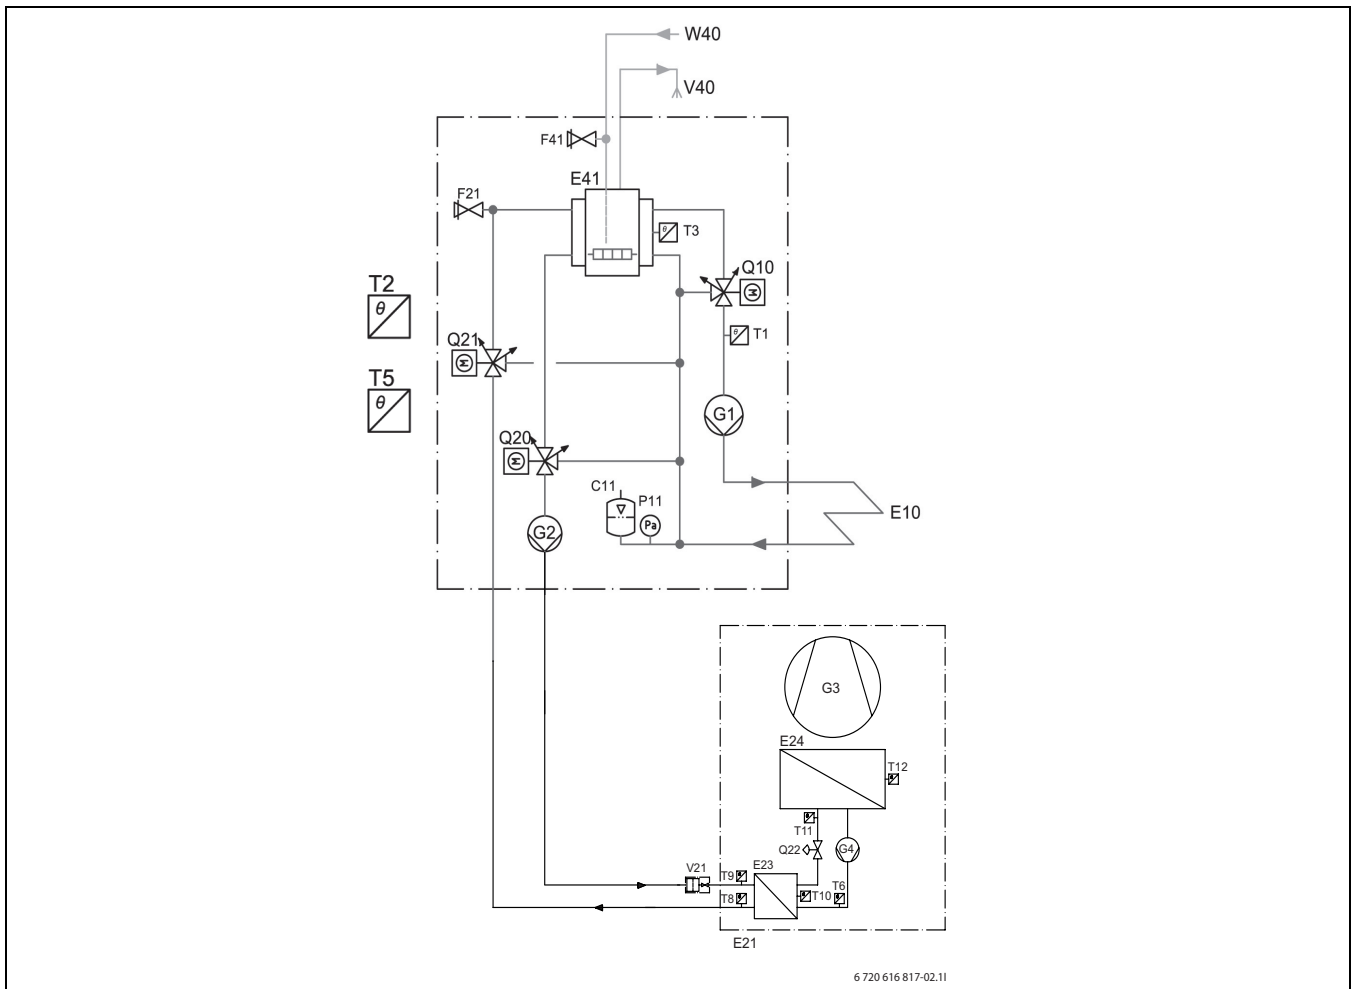 W40
V40
F41
E41
F21
T3
T2
θ
Q10
M
T1
Q21
M
T5
θ
G1
Q20
M
C11
P11
Pa
E10
G2
G3
E24
T12
T11
Q22
G4
V21
T9
E23
T6
T8
T10
E21
6 720 616 817-02.1I